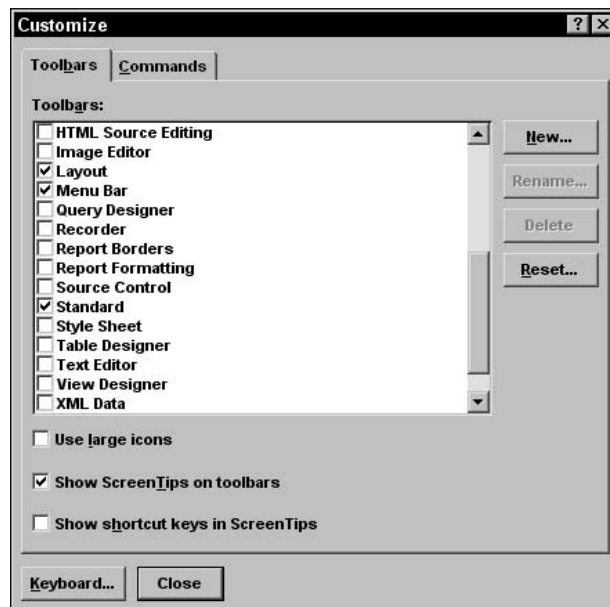 Customize
Toolbars Commands
Toolbars:
HTML Source Editing
Image Editor
Layout
Menu Bar
Query Designer
Recorder
Report Borders
Report Formatting
Source Control
Standard
Style Sheet
Table Designer
Text Editor
View Designer
XML Data
New...
Rename...
Delete
Reset...
Use large icons
Show ScreenTips on toolbars
Show shortcut keys in ScreenTips
Keyboard... Close